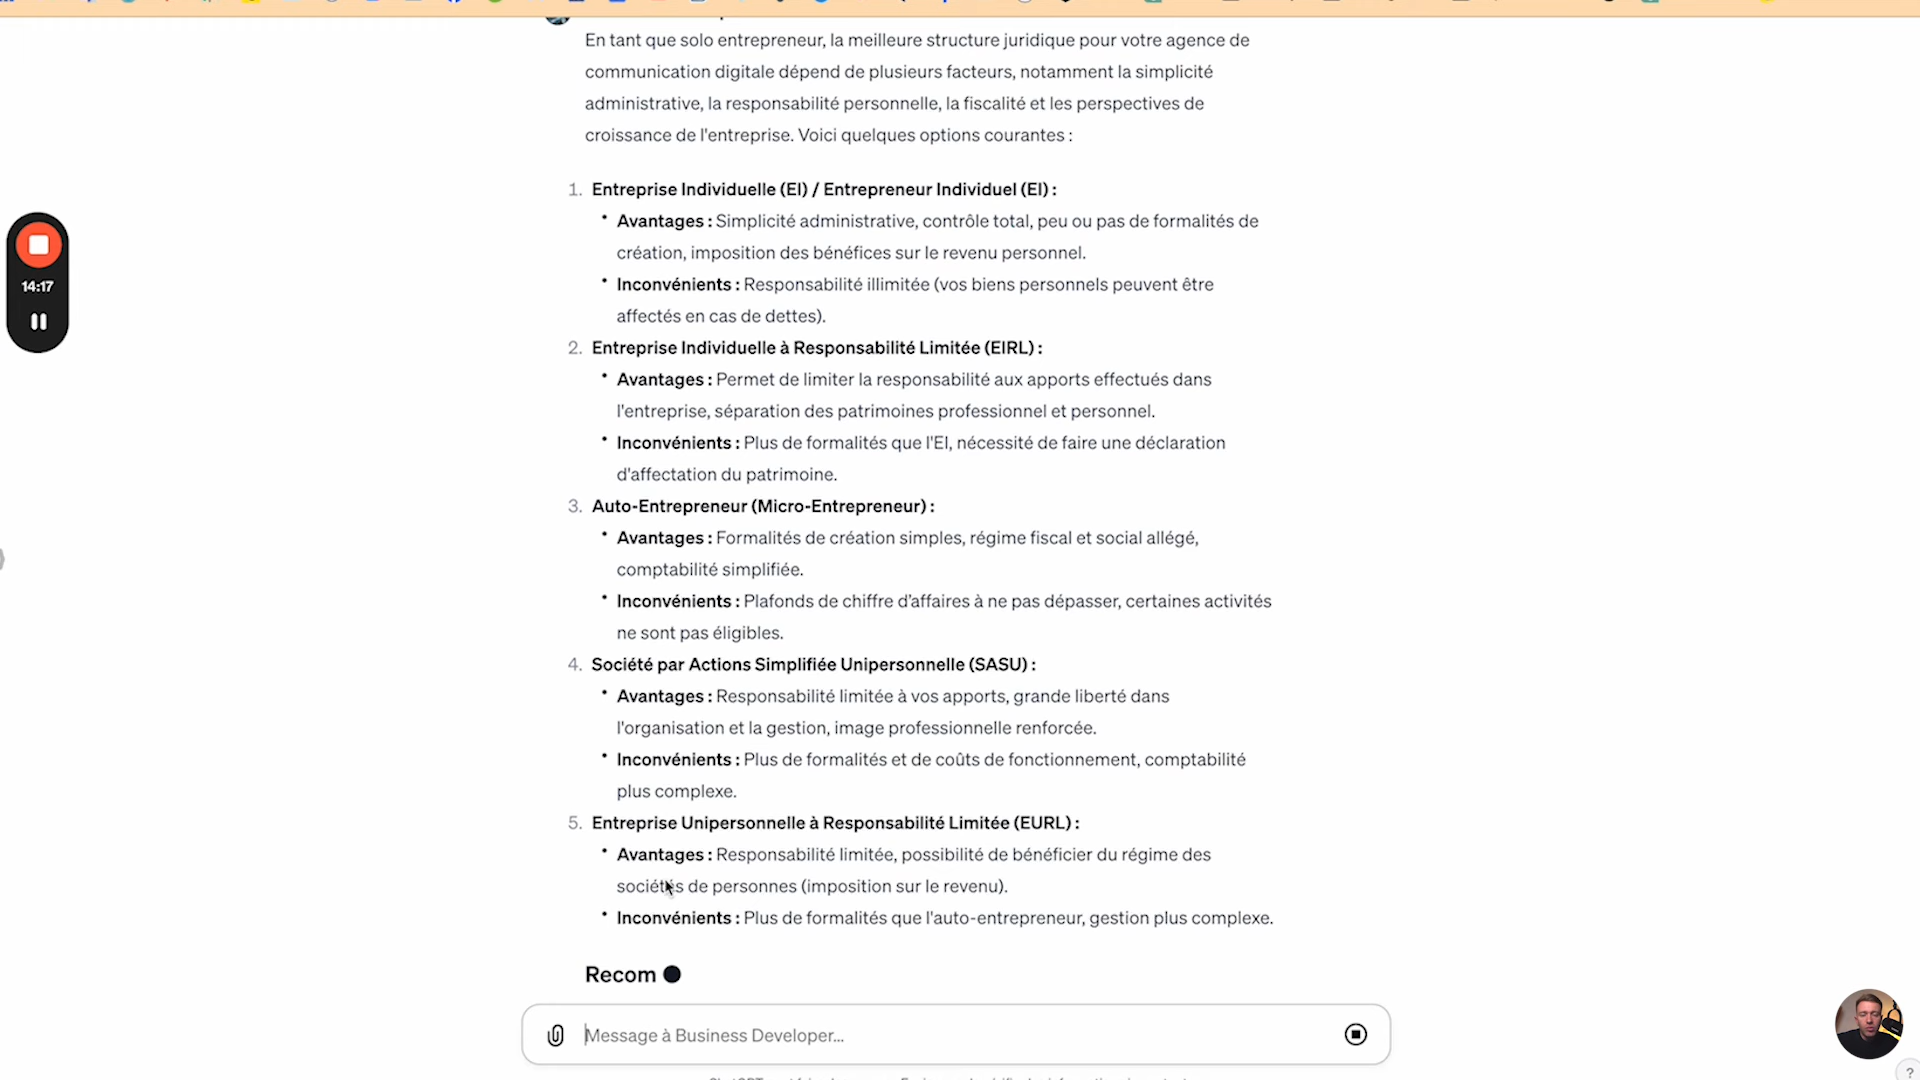 En tant que solo entrepreneur, la meilleure structure juridique pour votre agence de
communication digitale dépend de plusieurs facteurs, notamment la simplicité
administrative, la responsabilité personnelle, la fiscalité et les perspectives de
croissance de l'entreprise. Voici quelques options courantes :
1. Entreprise Individuelle (EI) / Entrepreneur Individuel (EI) :
• Avantages : Simplicité administrative, contrôle total, peu ou pas de formalités de
création, imposition des bénéfices sur le revenu personnel.
• Inconvénients : Responsabilité illimitée (vos biens personnels peuvent être
affectés en cas de dettes).
14:17
2. Entreprise Individuelle à Responsabilité Limitée (EIRL) :
• Avantages : Permet de limiter la responsabilité aux apports effectués dans
l'entreprise, séparation des patrimoines professionnel et personnel.
• Inconvénients : Plus de formalités que l'EI, nécessité de faire une déclaration
d'affectation du patrimoine.
3. Auto-Entrepreneur (Micro-Entrepreneur) :
• Avantages : Formalités de création simples, régime fiscal et social allégé,
comptabilité simplifiée.
• Inconvénients : Plafonds de chiffre d'affaires à ne pas dépasser, certaines activités
ne sont pas éligibles.
4. Société par Actions Simplifiée Unipersonnelle (SASU) :
• Avantages : Responsabilité limitée à vos apports, grande liberté dans
l'organisation et la gestion, image professionnelle renforcée.
• Inconvénients : Plus de formalités et de coûts de fonctionnement, comptabilité
plus complexe.
5. Entreprise Unipersonnelle à Responsabilité Limitée (EURL) :
• Avantages : Responsabilité limitée, possibilité de bénéficier du régime des
sociétés de personnes (imposition sur le revenu).
• Inconvénients : Plus de formalités que l'auto-entrepreneur, gestion plus complexe.
Recom
Message à Business Developer...
?